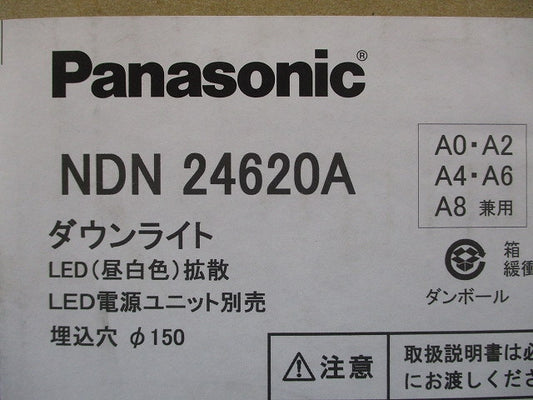 Panasonic®
NDN 24620A
A0・A2
A4・A6
A8 兼用
ダウンライト
LED(昼白色)拡散
LED電源ユニット別売
埋込穴 φ150
箱
緩衝
ダンボール
注意
取扱説明書は必
にお渡しくださ